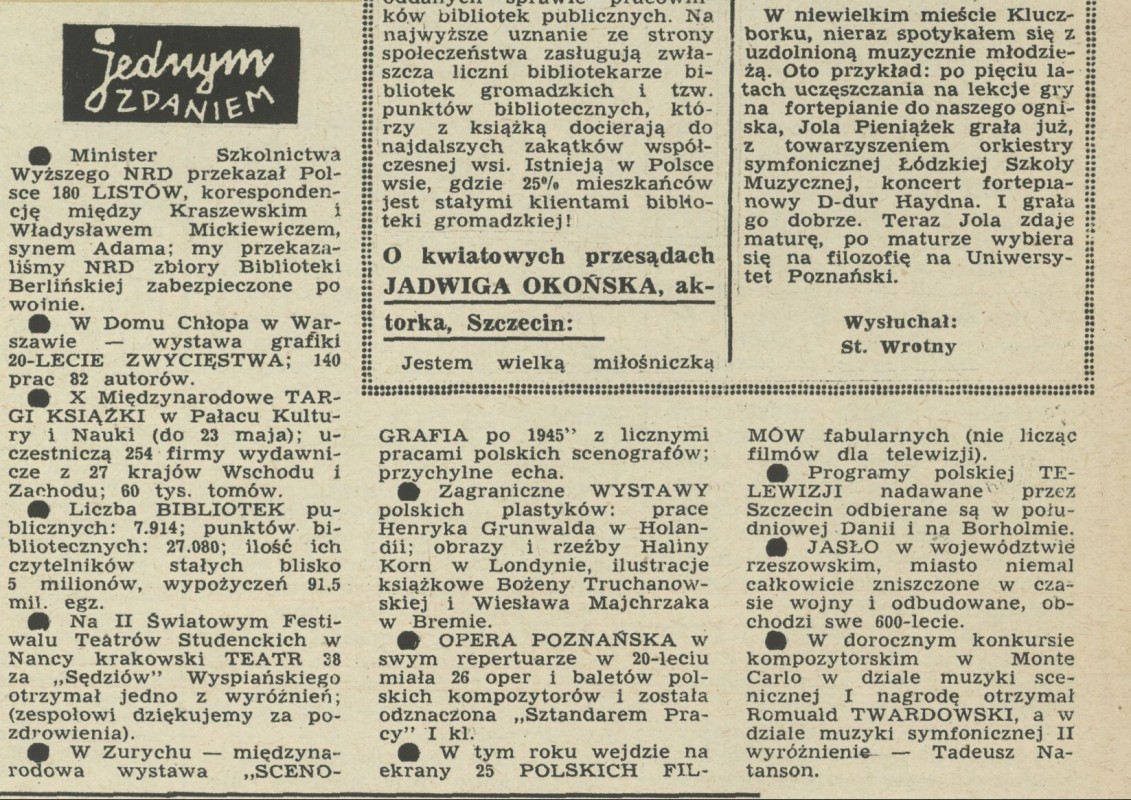 jednym
ZDANIEM
● Minister Szkolnictwa
Wyższego NRD przekazał Pol-
sce 180 LISTÓW, koresponden-
cję między Kraszewskim i
Władysławem Mickiewiczem,
synem Adama; my przekaza-
liśmy NRD zbiory Biblioteki
Berlińskiej zabezpieczone po
wojnie.
● W Domu Chłopa w War-
szawie — wystawa grafiki
20-LECIE ZWYCIĘSTWA; 140
prac 82 autorów.
● X Międzynarodowe TAR-
GI KSIĄŻKI w Pałacu Kultu-
ry i Nauki (do 23 maja); u-
czestniczą 254 firmy wydawni-
cze z 27 krajów Wschodu i
Zachodu; 60 tys. tomów.
● Liczba BIBLIOTEK pu-
blicznych: 7.914; punktów bi-
bliotecznych: 27.080; ilość ich
czytelników stałych blisko
5 milionów, wypożyczeń 91,5
mil. egz.
● Na II Światowym Festi-
walu Teatrów Studenckich w
Nancy krakowski TEATR 38
za „Sędziów” Wyspiańskiego
otrzymał jedno z wyróżnień;
(zespołowi dziękujemy za po-
zdrowienia).
● W Zurychu — międzyna-
rodowa wystawa „SCENO-
oddanych sprawie pracowni-
ków bibliotek publicznych. Na
najwyższe uznanie ze strony
społeczeństwa zasługują zwła-
szcza liczni bibliotekarze bi-
bliotek gromadzkich i tzw.
punktów bibliotecznych, któ-
rzy z książką docierają do
najdalszych zakątków współ-
czesnej wsi. Istnieją w Polsce
wsie, gdzie 25% mieszkańców
jest stałymi klientami biblio-
teki gromadzkiej!
O kwiatowych przesądach
JADWIGA OKOŃSKA, ak-
torka, Szczecin:
Jestem wielką miłośniczką
W niewielkim mieście Klucz-
borku, nieraz spotykałem się z
uzdolnioną muzycznie młodzie-
żą. Oto przykład: po pięciu la-
tach uczęszczania na lekcje gry
na fortepianie do naszego ogni-
ska, Jola Pieniążek grała już,
z towarzyszeniem orkiestry
symfonicznej Łódzkiej Szkoły
Muzycznej, koncert fortepia-
nowy D-dur Haydna. I grała
go dobrze. Teraz Jola zdaje
maturę, po maturze wybiera
się na filozofię na Uniwersy-
tet Poznański.
Wysłuchał:
St. Wrotny
GRAFIA po 1945” z licznymi
pracami polskich scenografów;
przychylne echa.
● Zagraniczne WYSTAWY
polskich plastyków: prace
Henryka Grunwalda w Holan-
dii; obrazy i rzeźby Haliny
Korn w Londynie, ilustracje
książkowe Bożeny Truchanow-
skiej i Wiesława Majchrzaka
w Bremie.
● OPERA POZNAŃSKA w
swym repertuarze w 20-leciu
miała 26 oper i baletów pol-
skich kompozytorów i została
odznaczona „Sztandarem Pra-
cy” I kl.
● W tym roku wejdzie na
ekrany 25 POLSKICH FIL-
MÓW fabularnych (nie licząc
filmów dla telewizji).
● Programy polskiej TE-
LEWIZJI nadawane przez
Szczecin odbierane są w połu-
dniowej Danii i na Borholmie.
● JASŁO w województwie
rzeszowskim, miasto niemal
całkowicie zniszczone w cza-
sie wojny i odbudowane, ob-
chodzi swe 600-lecie.
● W dorocznym konkursie
kompozytorskim w Monte
Carlo w dziale muzyki sce-
nicznej I nagrodę otrzymał
Romuald TWARDOWSKI, a w
dziale muzyki symfonicznej II
wyróżnienie — Tadeusz Na-
tanson.